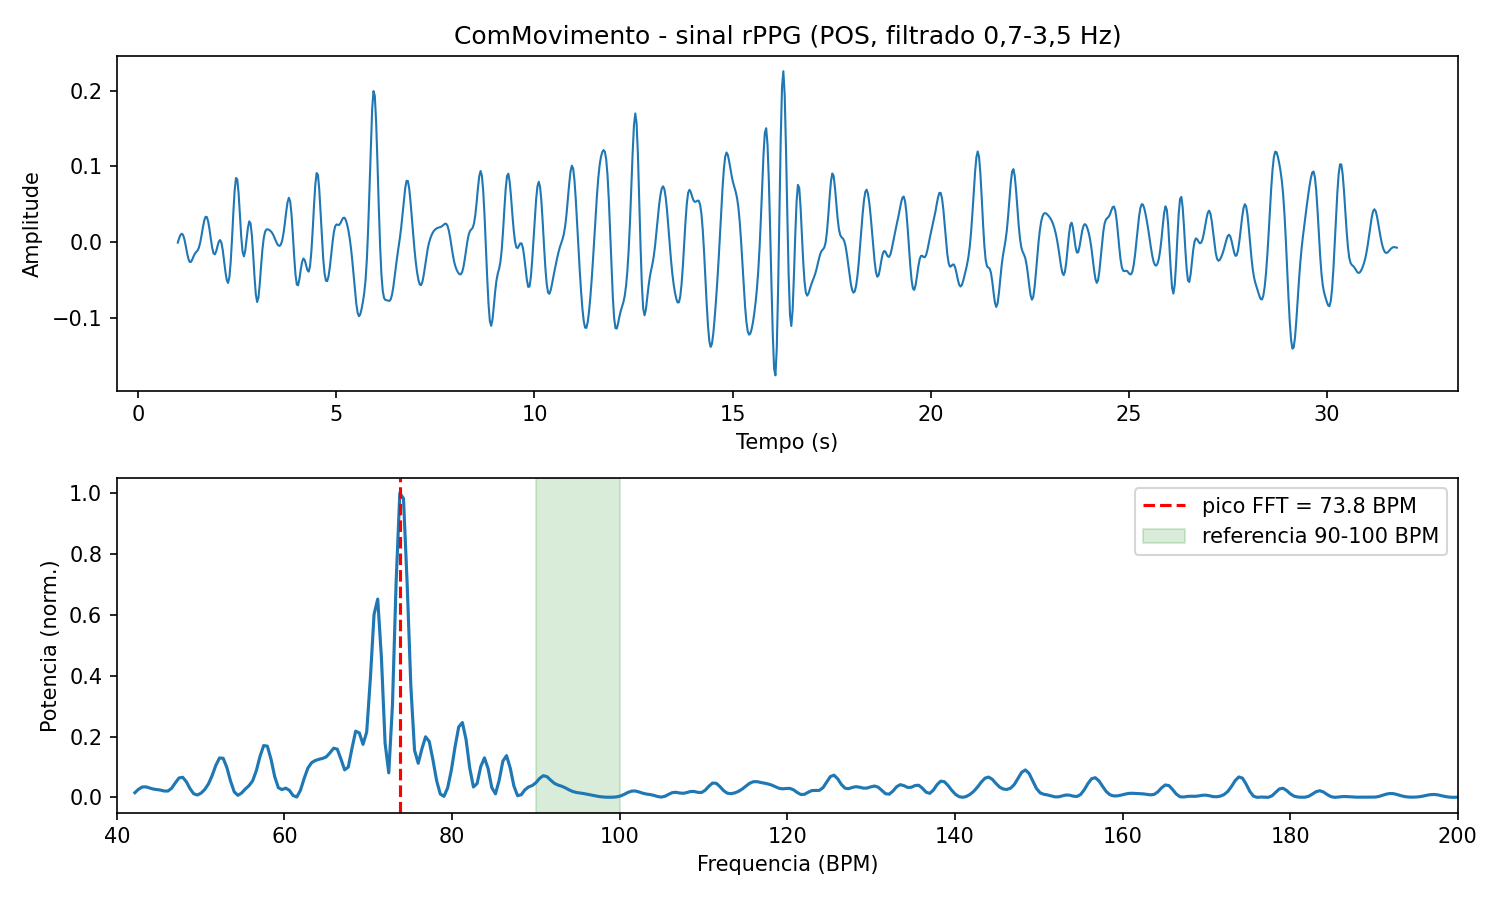 ComMovimento - sinal rPPG (POS, filtrado 0,7-3,5 Hz)
Amplitude
0.2
0.1
0.0
−0.1
0 5 10 15 20 25 30
Tempo (s)
Potencia (norm.)
1.0
0.8
0.6
0.4
0.2
0.0
pico FFT = 73.8 BPM
referencia 90-100 BPM
40 60 80 100 120 140 160 180 200
Frequencia (BPM)